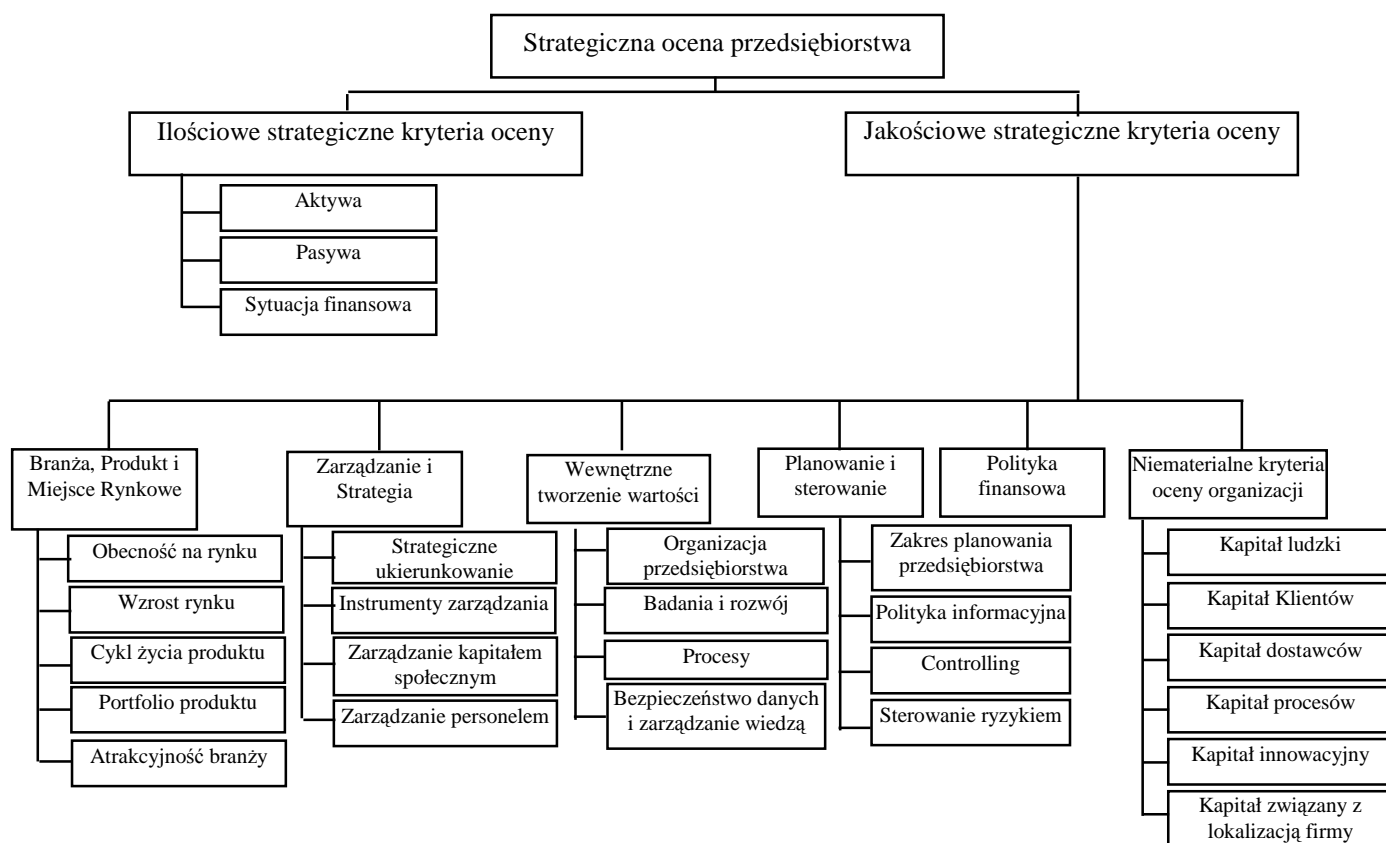 Strategiczna ocena przedsiębiorstwa
Ilościowe strategiczne kryteria oceny
Jakościowe strategiczne kryteria oceny
Aktywa
Pasywa
Sytuacja finansowa
Branża, Produkt i
Miejsce Rynkowe
Obecność na rynku
Wzrost rynku
Cykl życia produktu
Portfolio produktu
Atrakcyjność branży
Zarządzanie i
Strategia
Strategiczne
ukierunkowanie
Instrumenty zarządzania
Zarządzanie kapitałem
społecznym
Zarządzanie personelem
Wewnętrzne
tworzenie wartości
Organizacja
przedsiębiorstwa
Badania i rozwój
Procesy
Bezpieczeństwo danych
i zarządzanie wiedzą
Planowanie i
sterowanie
Zakres planowania
przedsiębiorstwa
Polityka informacyjna
Controlling
Sterowanie ryzykiem
Polityka
finansowa
Niematerialne kryteria
oceny organizacji
Kapitał ludzki
Kapitał Klientów
Kapitał dostawców
Kapitał procesów
Kapitał innowacyjny
Kapitał związany z
lokalizacją firmy